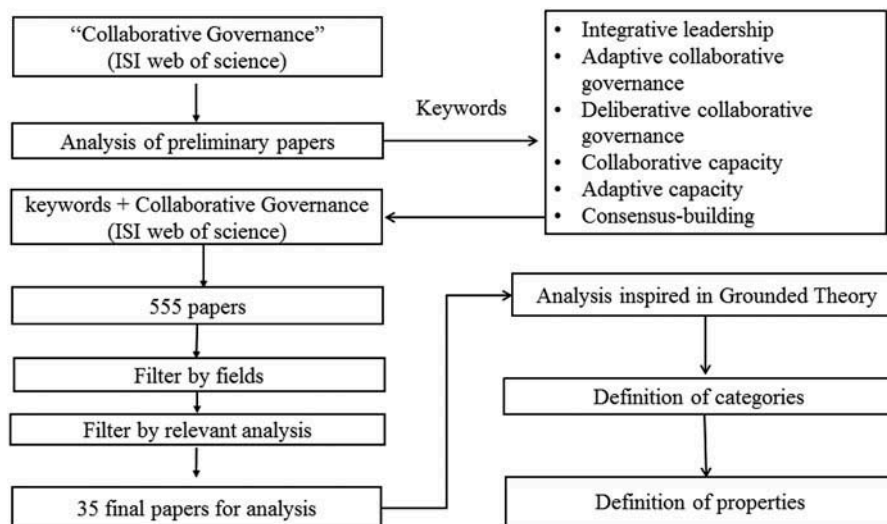 “Collaborative Governance”
(ISI web of science)
Analysis of preliminary papers
Keywords
• Integrative leadership
• Adaptive collaborative
governance
• Deliberative collaborative
governance
• Collaborative capacity
• Adaptive capacity
• Consensus-building
keywords + Collaborative Governance
(ISI web of science)
555 papers
Filter by fields
Filter by relevant analysis
35 final papers for analysis
Analysis inspired in Grounded Theory
Definition of categories
Definition of properties